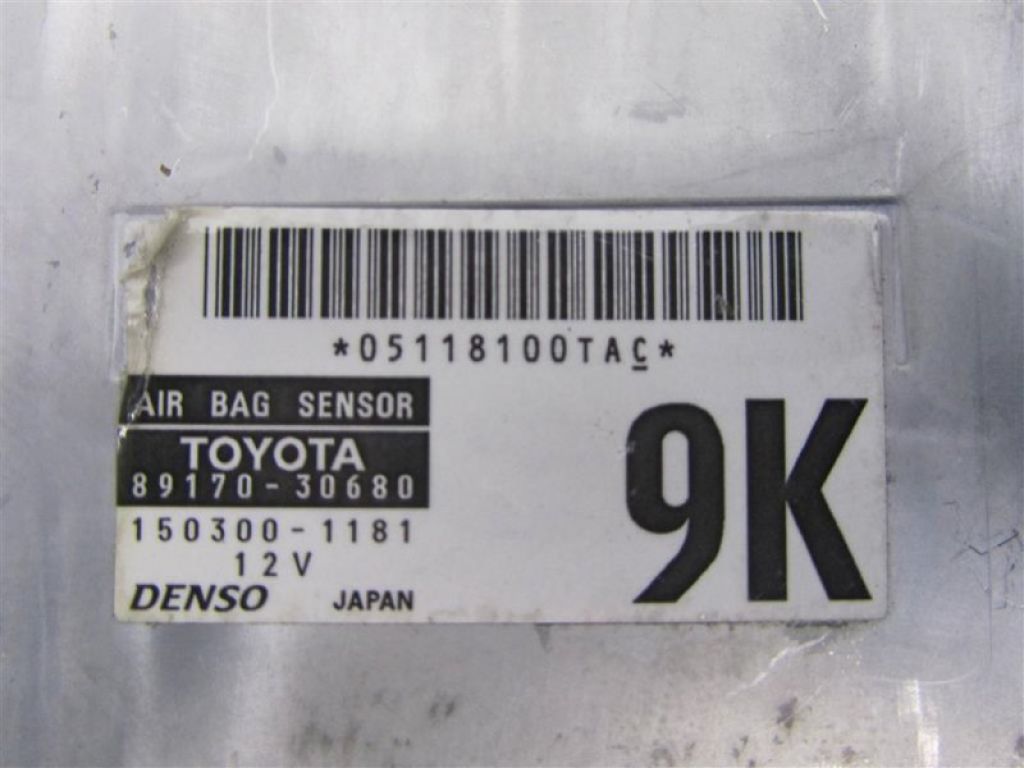 *05118100TAC*
AIR BAG SENSOR
TOYOTA
89170-30680
150300-1181
12V
DENSO JAPAN
9K